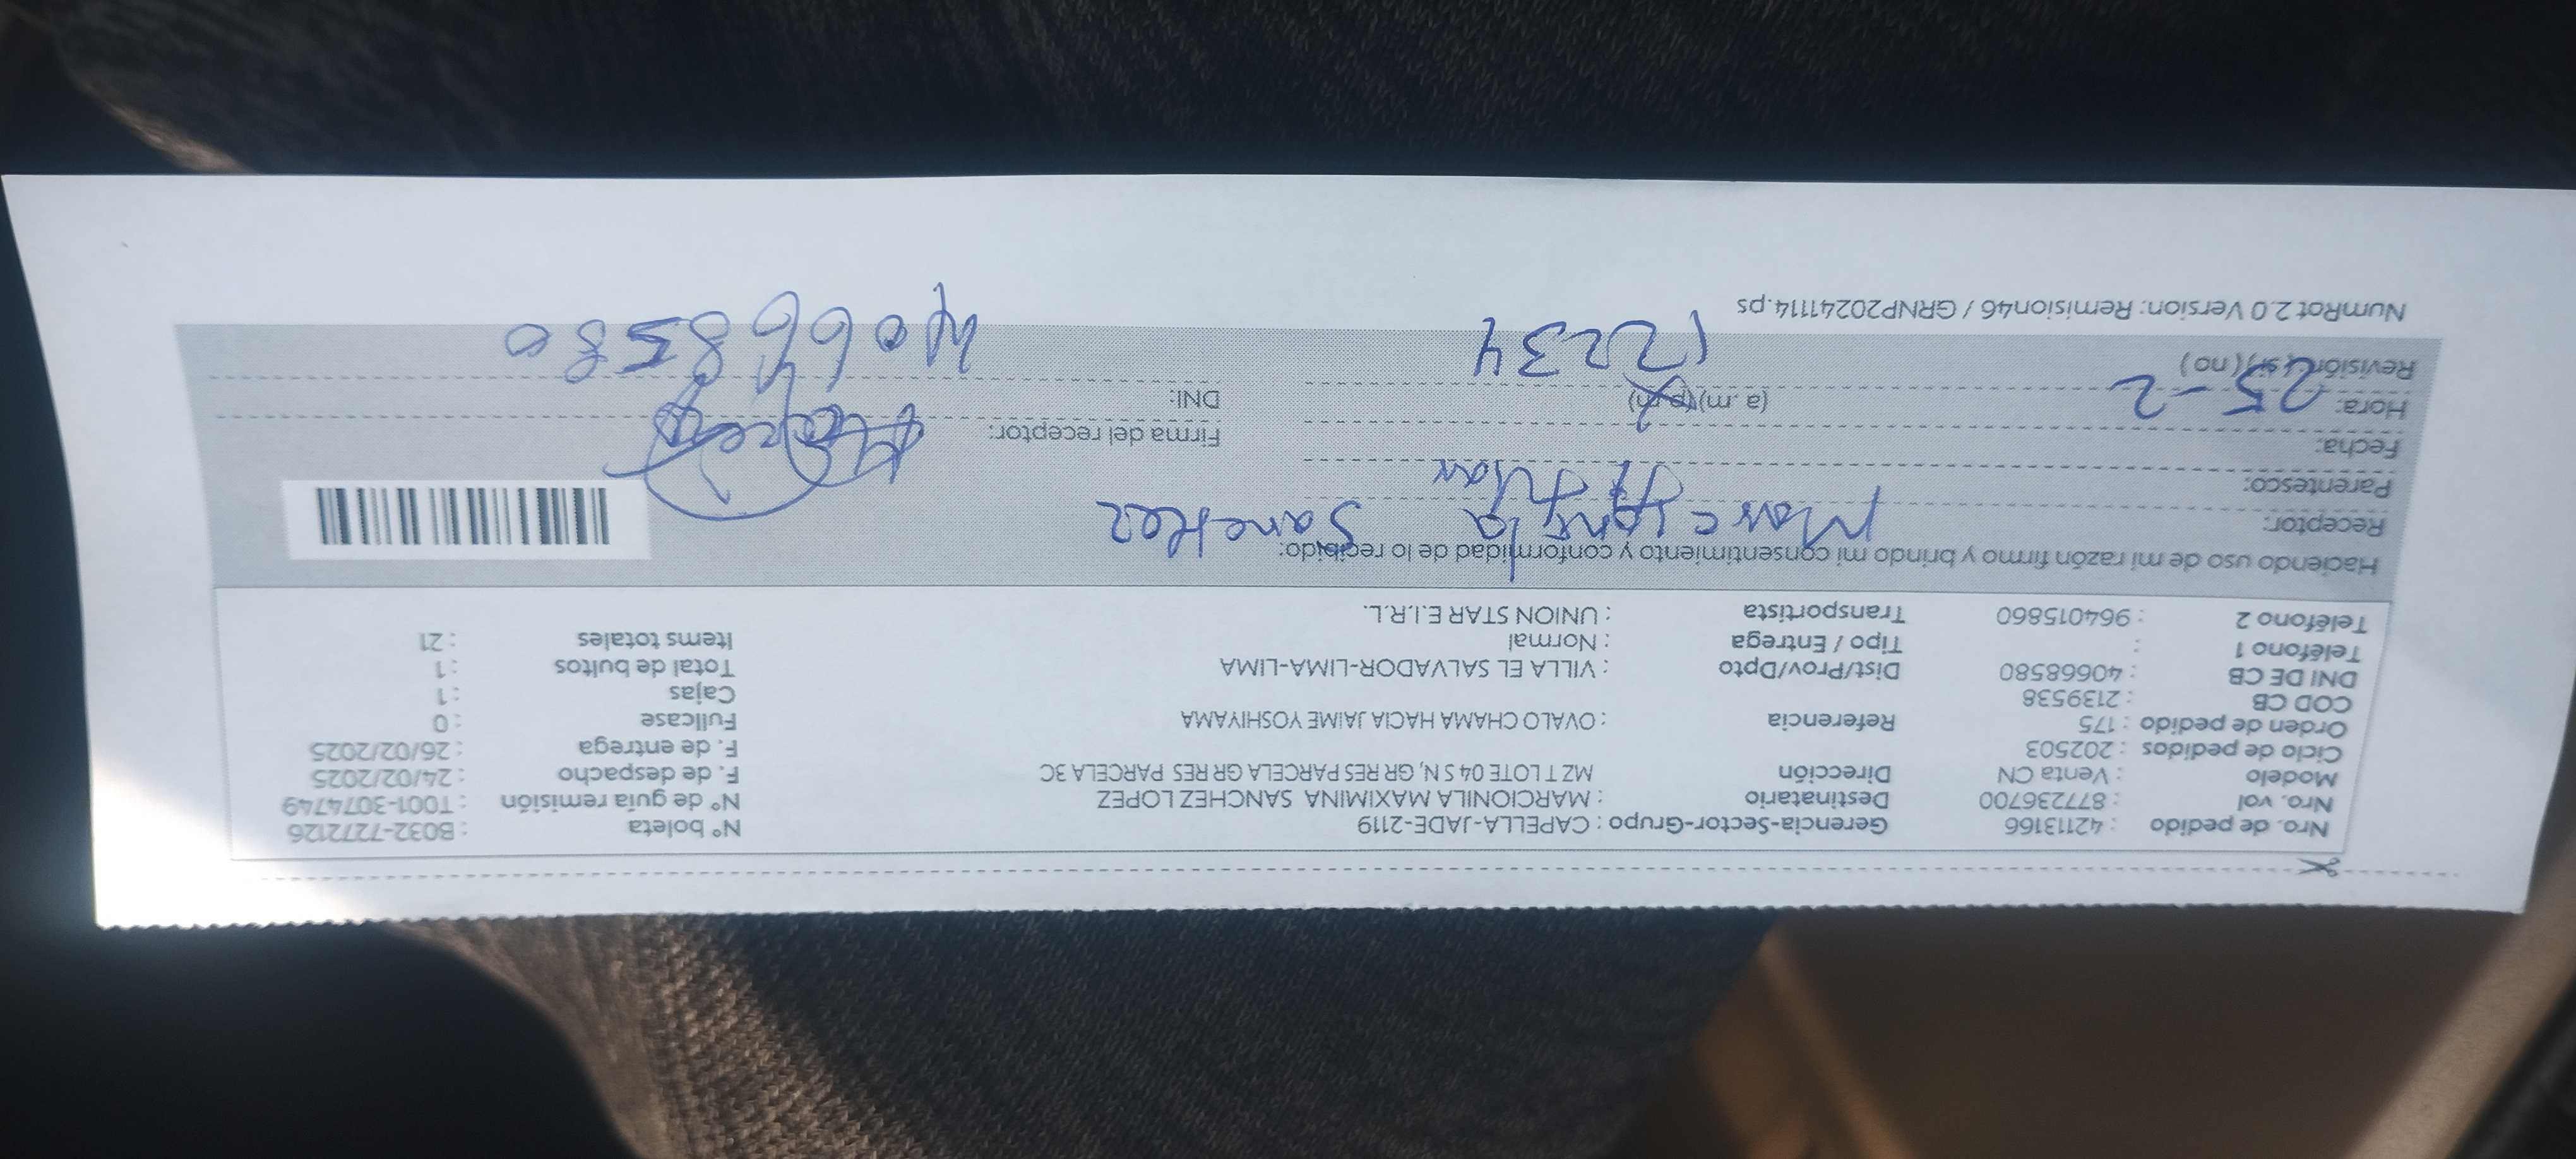 Nro. de pedido : 42113166 Gerencia-Sector-Grupo : CAPELLA-JADE-2119 N° boleta : B032-7272126
Nro. vol : 877236700 Destinatario : MARCIONILA MAXIMINA SANCHEZ LOPEZ N° de guía remisión : T001-3074749
Modelo : Venta CN Dirección MZ T LOTE 04 S N, GR RES PARCELA GR RES PARCELA 3C F. de despacho : 24/02/2025
Ciclo de pedidos : 202503 F. de entrega : 26/02/2025
Orden de pedido : 175 Referencia : OVALO CHAMA HACIA JAIME YOSHIYAMA Fullcase : 0
COD CB : 2139538 Cajas : 1
DNI DE CB : 40668580 Dist/Prov/Dpto : VILLA EL SALVADOR-LIMA-LIMA Total de bultos : 1
Teléfono 1 : Tipo / Entrega : Normal Items totales : 21
Teléfono 2 : 964015860 Transportista : UNION STAR E.I.R.L.
Haciendo uso de mi razón firmo y brindo mi consentimiento y conformidad de lo recibido:
Receptor: Sanchez
Parentesco:
Fecha: Firma del receptor:
Hora: 25-2 (a.m)(p.m) DNI:
Revisión ( si) ( no ) 12 34 40668580
NumRot 2.0 Version: Remision46 / GRNP20241114.ps